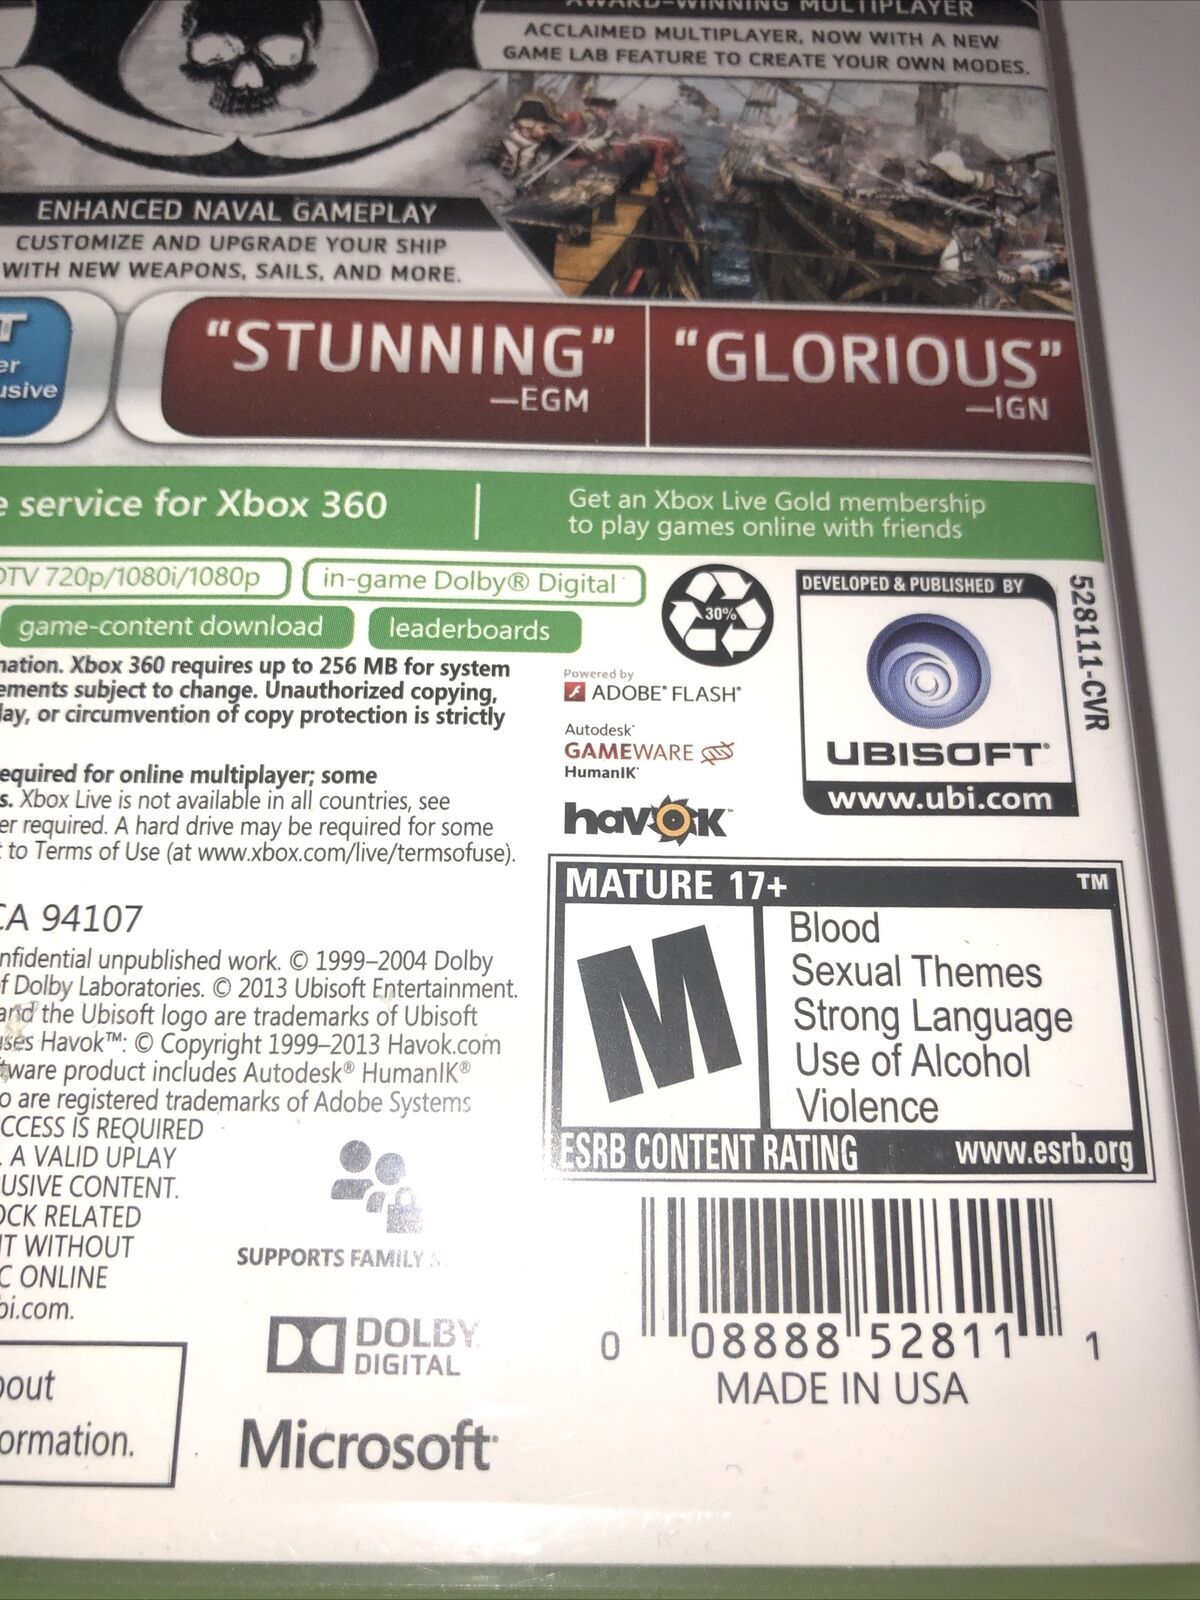 AWARD-WINNING MULTIPLAYER
ACCLAIMED MULTIPLAYER, NOW WITH A NEW
GAME LAB FEATURE TO CREATE YOUR OWN MODES.
ENHANCED NAVAL GAMEPLAY
CUSTOMIZE AND UPGRADE YOUR SHIP
WITH NEW WEAPONS, SAILS, AND MORE.
T
er
usive
"STUNNING"
—EGM
"GLORIOUS"
—IGN
e service for Xbox 360
Get an Xbox Live Gold membership
to play games online with friends
DTV 720p/1080i/1080p
in-game Dolby® Digital
game-content download
leaderboards
30%
DEVELOPED & PUBLISHED BY
UBISOFT
www.ubi.com
528111-CVR
mation. Xbox 360 requires up to 256 MB for system
ements subject to change. Unauthorized copying,
lay, or circumvention of copy protection is strictly
Powered by
ADOBE® FLASH®
Autodesk®
GAMEWARE
HumanIK®
havok™
equired for online multiplayer; some
s. Xbox Live is not available in all countries, see
er required. A hard drive may be required for some
t to Terms of Use (at www.xbox.com/live/termsofuse).
CA 94107
nfidential unpublished work. © 1999–2004 Dolby
f Dolby Laboratories. © 2013 Ubisoft Entertainment.
and the Ubisoft logo are trademarks of Ubisoft
ses Havok™: © Copyright 1999–2013 Havok.com
tware product includes Autodesk® HumanIK®
o are registered trademarks of Adobe Systems
CCESS IS REQUIRED
. A VALID UPLAY
USIVE CONTENT.
OCK RELATED
IT WITHOUT
C ONLINE
bi.com.
MATURE 17+ ™
M
Blood
Sexual Themes
Strong Language
Use of Alcohol
Violence
ESRB CONTENT RATING www.esrb.org
SUPPORTS FAMILY
DOLBY
DIGITAL
Microsoft®
bout
ormation.
0 08888 52811 1
MADE IN USA